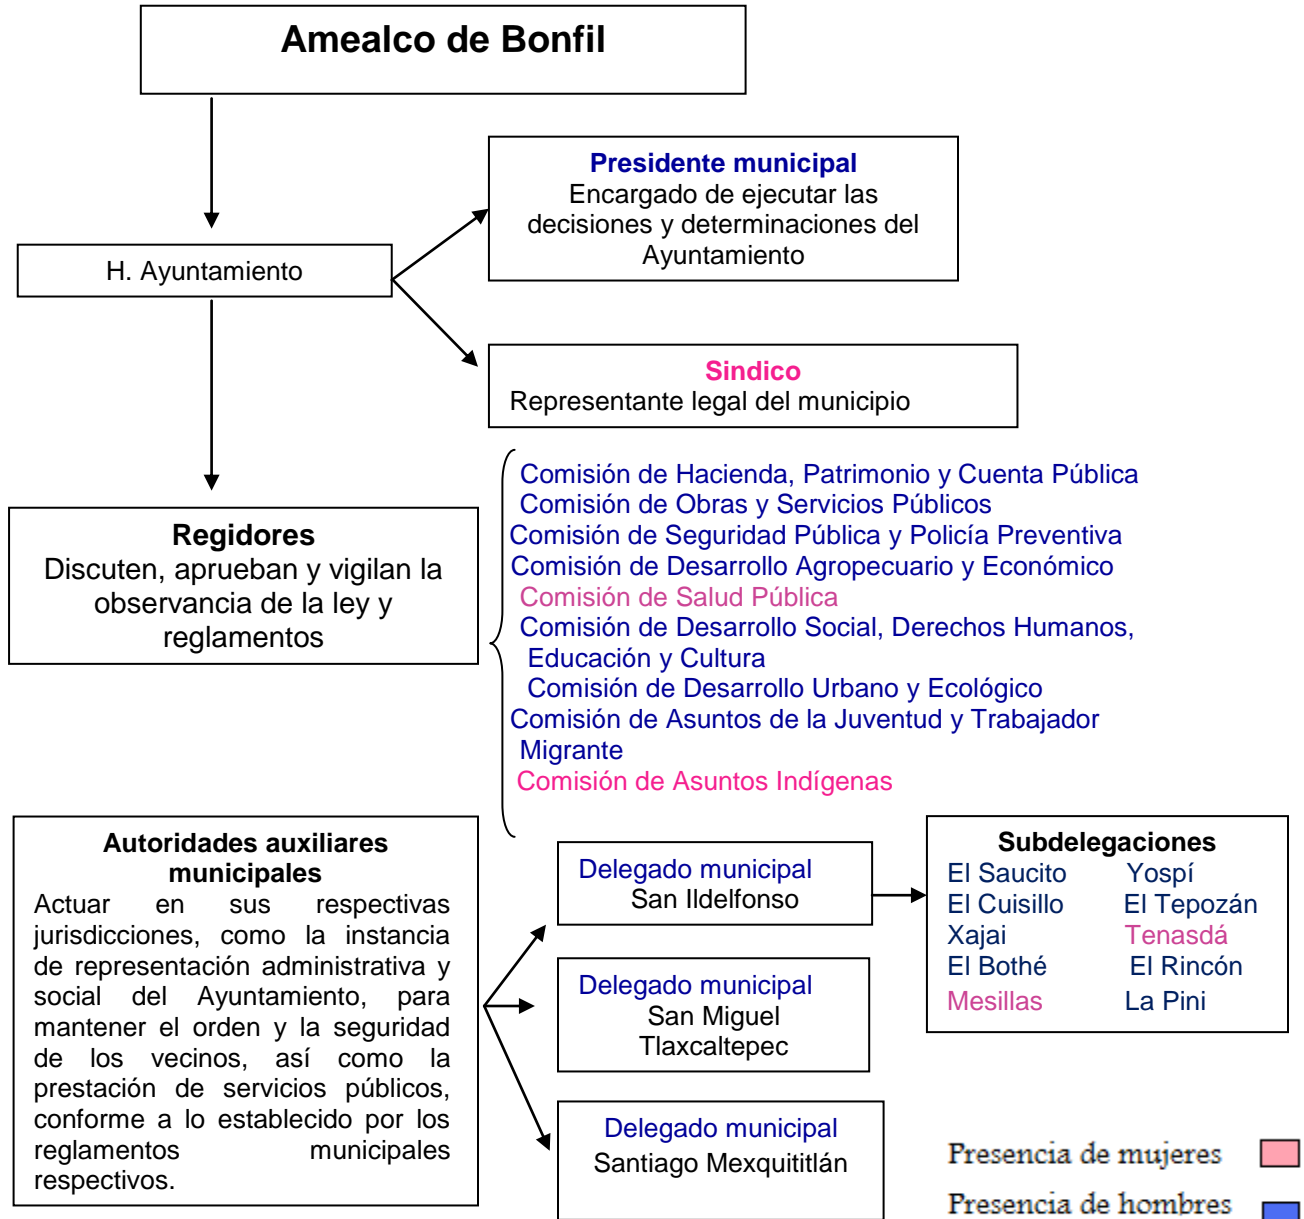 Amealco de Bonfil
Presidente municipal
Encargado de ejecutar las
decisiones y determinaciones del
Ayuntamiento
H. Ayuntamiento
Sindico
Representante legal del municipio
Regidores
Discuten, aprueban y vigilan la
observancia de la ley y
reglamentos
Comisión de Hacienda, Patrimonio y Cuenta Pública
Comisión de Obras y Servicios Públicos
Comisión de Seguridad Pública y Policía Preventiva
Comisión de Desarrollo Agropecuario y Económico
Comisión de Salud Pública
Comisión de Desarrollo Social, Derechos Humanos,
Educación y Cultura
Comisión de Desarrollo Urbano y Ecológico
Comisión de Asuntos de la Juventud y Trabajador
Migrante
Comisión de Asuntos Indígenas
Autoridades auxiliares
municipales
Actuar en sus respectivas
jurisdicciones, como la instancia
de representación administrativa y
social del Ayuntamiento, para
mantener el orden y la seguridad
de los vecinos, así como la
prestación de servicios públicos,
conforme a lo establecido por los
reglamentos municipales
respectivos.
Delegado municipal
San Ildelfonso
Delegado municipal
San Miguel
Tlaxcaltepec
Delegado municipal
Santiago Mexquititlán
Subdelegaciones
El Saucito Yospí
El Cuisillo El Tepozán
Xajai Tenasdá
El Bothé El Rincón
Mesillas La Pini
Presencia de mujeres
Presencia de hombres